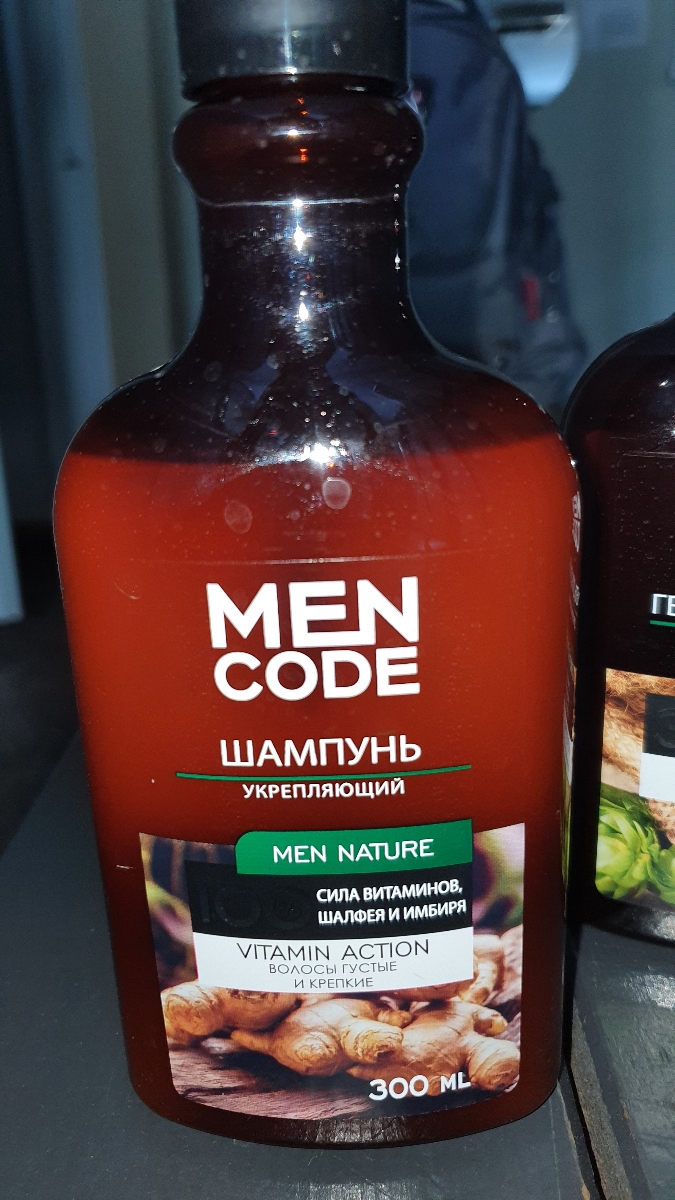 MEN
CODE
ШАМПУНЬ
УКРЕПЛЯЮЩИЙ
MEN NATURE
СИЛА ВИТАМИНОВ,
ШАЛФЕЯ И ИМБИРЯ
VITAMIN ACTION
ВОЛОСЫ ГУСТЫЕ
И КРЕПКИЕ
300 ML